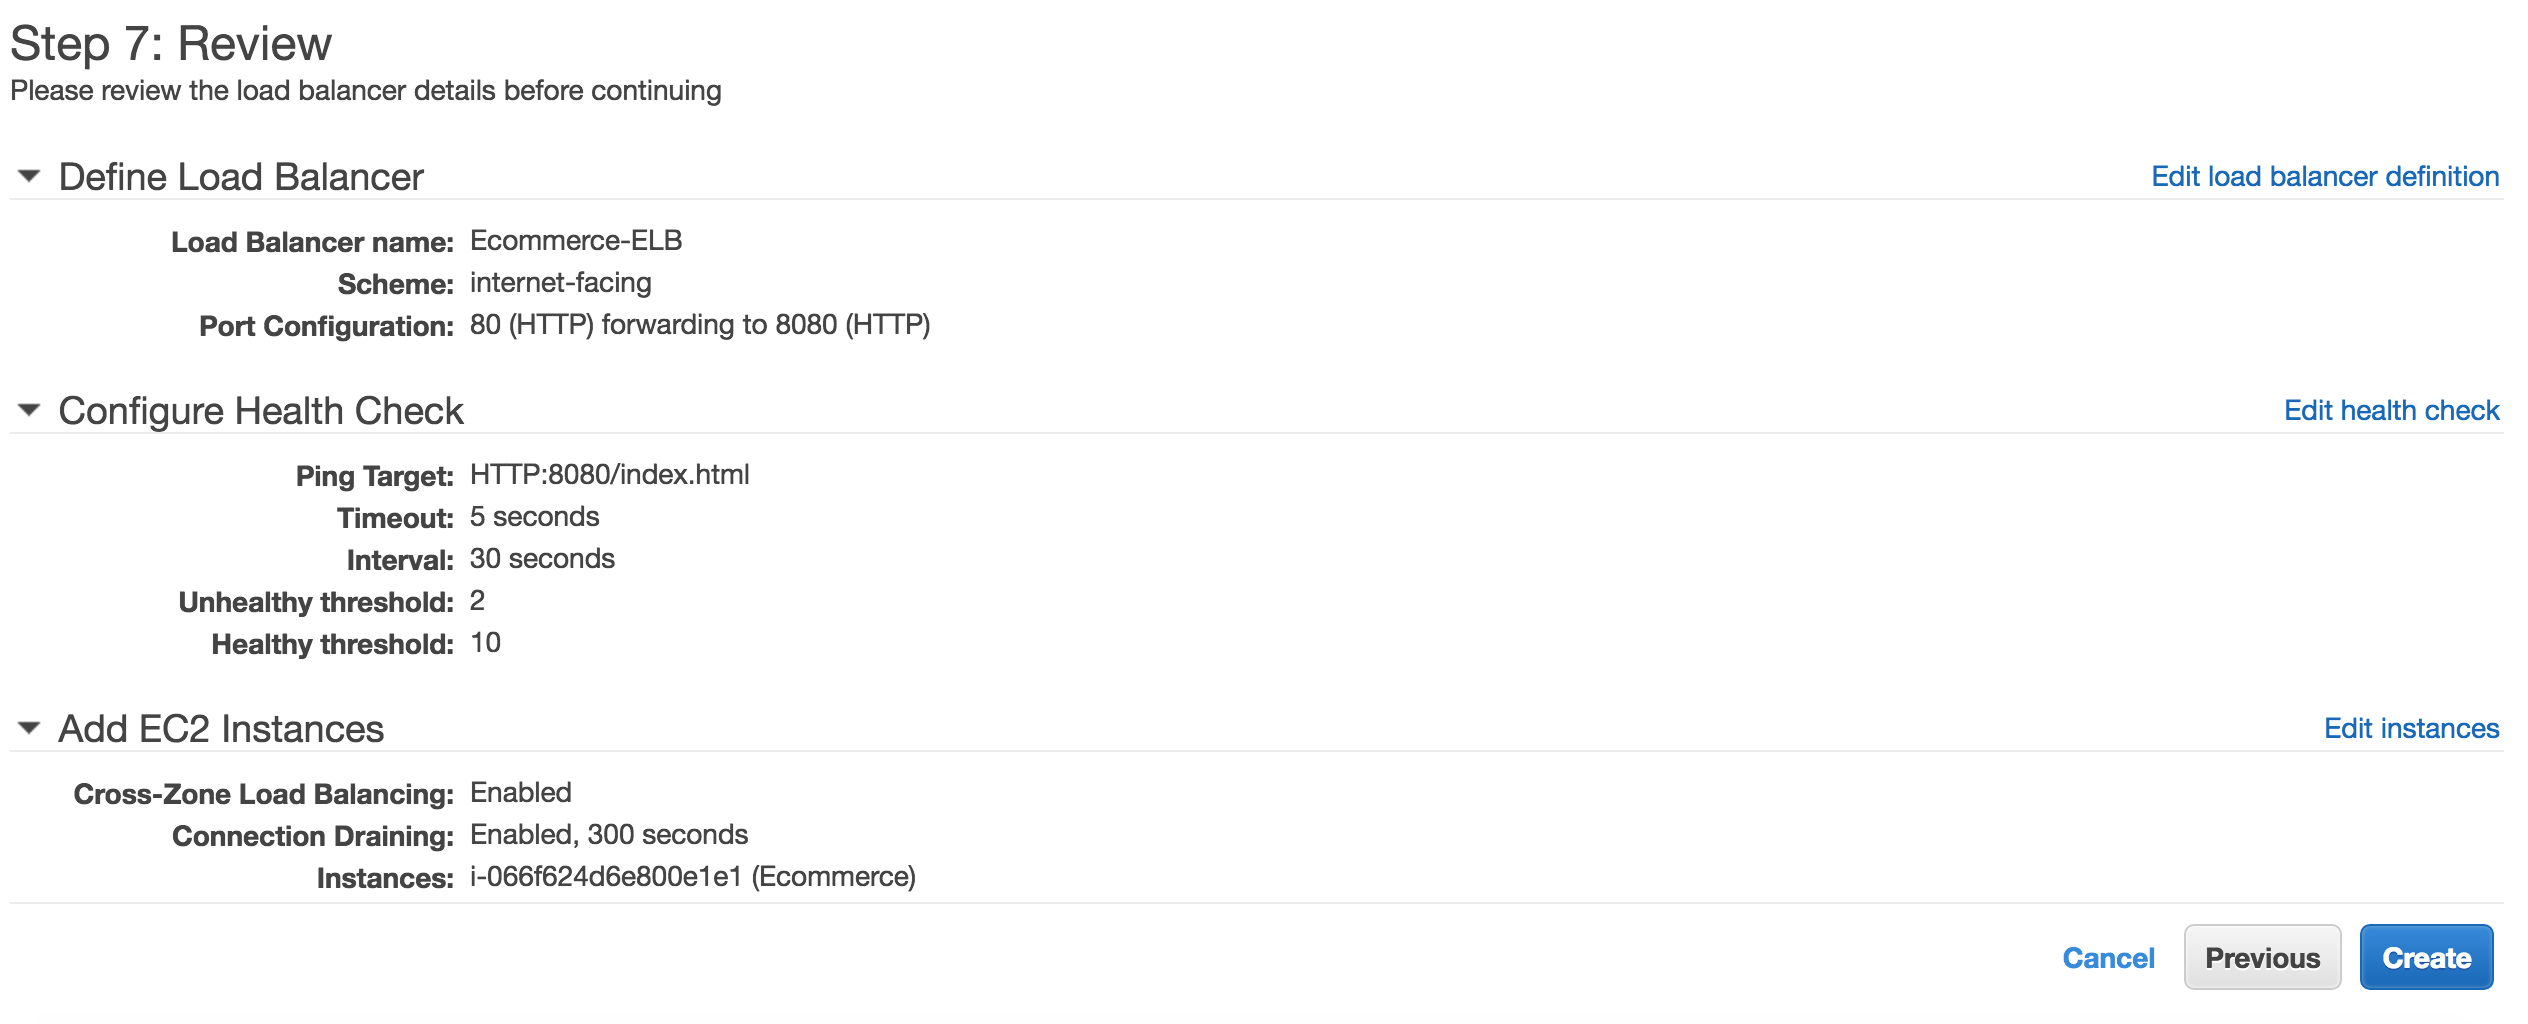 Step 7: Review
Please review the load balancer details before continuing
Define Load Balancer Edit load balancer definition
Load Balancer name: Ecommerce-ELB
Scheme: internet-facing
Port Configuration: 80 (HTTP) forwarding to 8080 (HTTP)
Configure Health Check Edit health check
Ping Target: HTTP:8080/index.html
Timeout: 5 seconds
Interval: 30 seconds
Unhealthy threshold: 2
Healthy threshold: 10
Add EC2 Instances Edit instances
Cross-Zone Load Balancing: Enabled
Connection Draining: Enabled, 300 seconds
Instances: i-066f624d6e800e1e1 (Ecommerce)
Cancel Previous Create